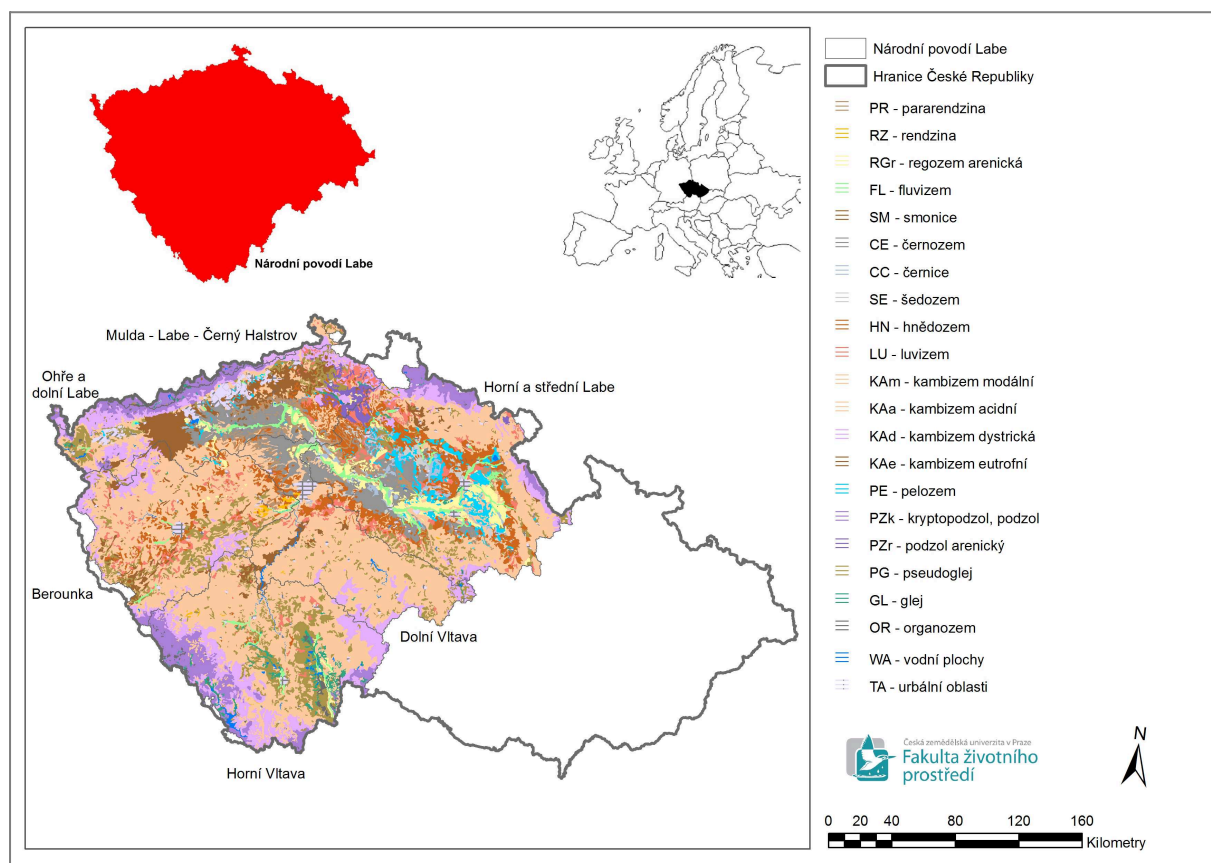 Národní povodí Labe
Mulda - Labe - Černý Halstrov
Ohře a
dolní Labe
Horní a střední Labe
Berounka
Dolní Vltava
Horní Vltava
Národní povodí Labe
Hranice České Republiky
PR - pararendzina
RZ - rendzina
RGr - regozem arenická
FL - fluvizem
SM - smonice
CE - černozem
CC - černice
SE - šedozem
HN - hnědozem
LU - luvizem
KAm - kambizem modální
KAa - kambizem acidní
KAd - kambizem dystrická
KAe - kambizem eutrofní
PE - pelozem
PZk - kryptopodzol, podzol
PZr - podzol arenický
PG - pseudoglej
GL - glej
OR - organozem
WA - vodní plochy
TA - urbální oblasti
Česká zemědělská univerzita v Praze
Fakulta životního
prostředí
N
0 20 40 80 120 160
Kilometry